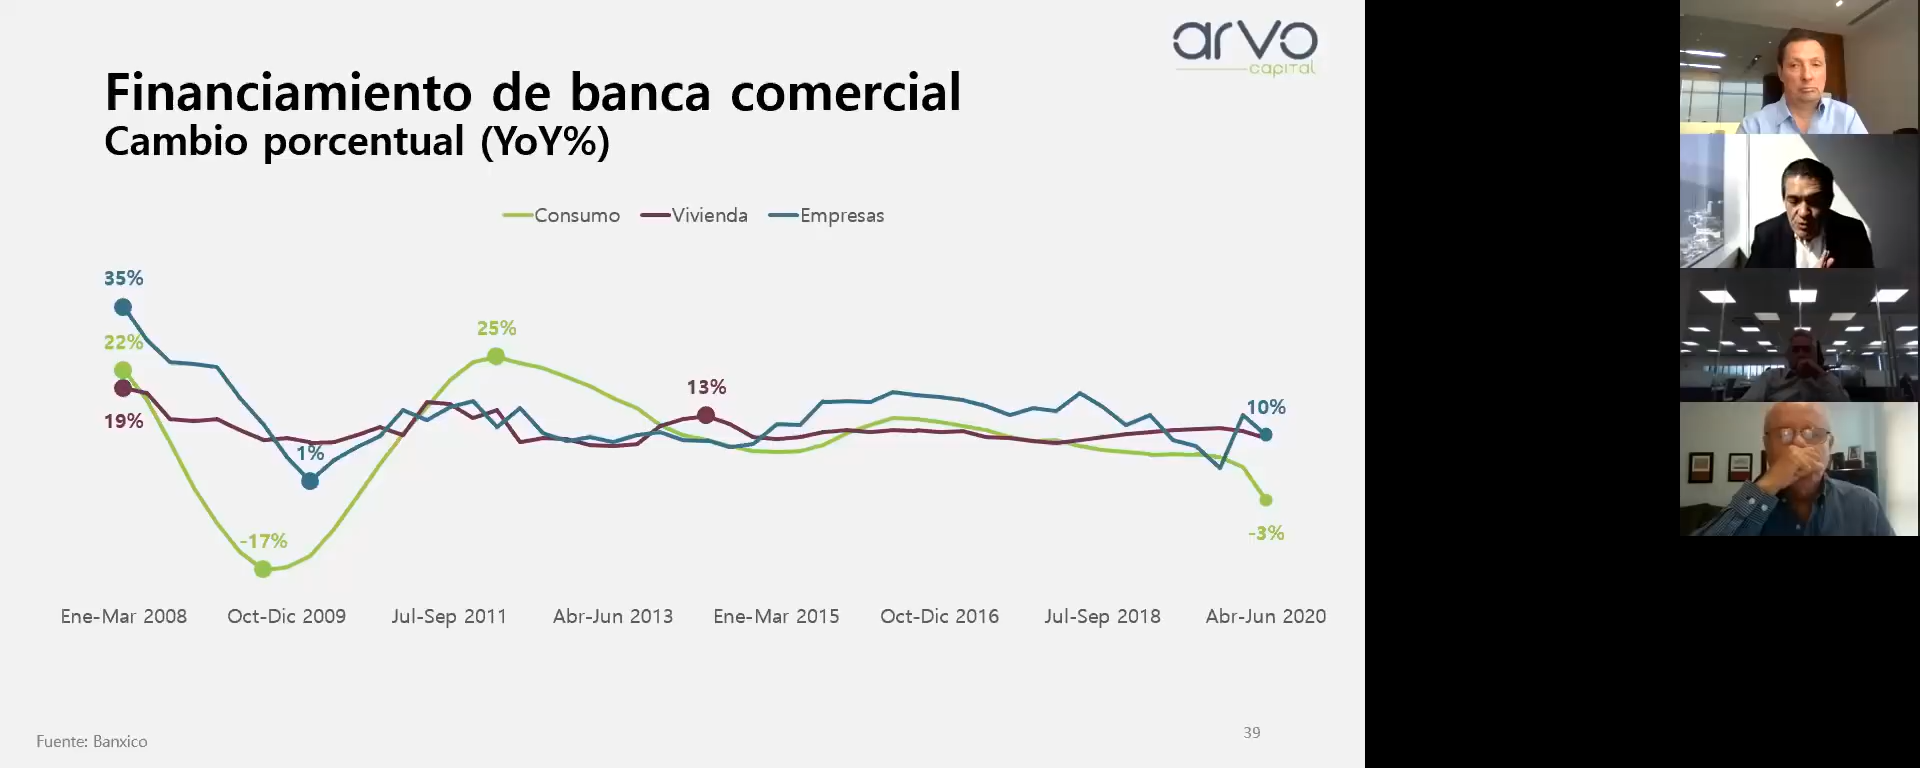 arvo
capital
Financiamiento de banca comercial
Cambio porcentual (YoY%)
Consumo Vivienda Empresas
35%
22%
19%
-17%
1%
25%
13%
10%
-3%
Ene-Mar 2008 Oct-Dic 2009 Jul-Sep 2011 Abr-Jun 2013 Ene-Mar 2015 Oct-Dic 2016 Jul-Sep 2018 Abr-Jun 2020
Fuente: Banxico
39